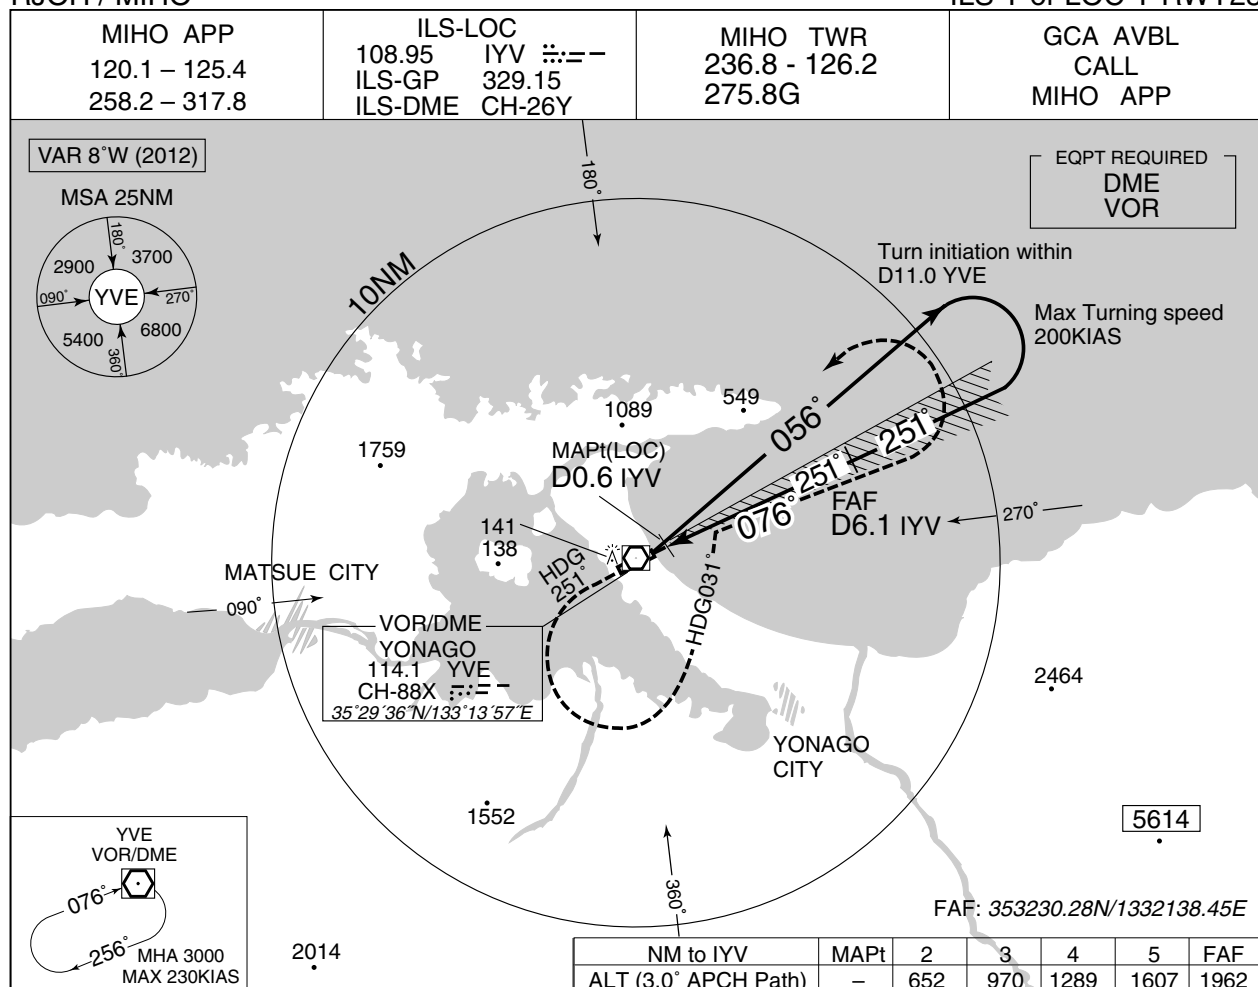 MIHO APP
120.1 – 125.4
258.2 – 317.8
ILS-LOC
108.95 IYV
ILS-GP 329.15
ILS-DME CH-26Y
MIHO TWR
236.8 - 126.2
275.8G
GCA AVBL
CALL
MIHO APP
VAR 8°W (2012)
MSA 25NM
180°
2900
3700
090°
YVE
270°
5400
6800
360°
180°
10NM
EQPT REQUIRED
DME
VOR
Turn initiation within
D11.0 YVE
Max Turning speed
200KIAS
549
1089
1759
056°
251°
251°
076°
MAPt(LOC)
D0.6 IYV
FAF
D6.1 IYV
270°
141
138
HDG
251°
HDG031°
MATSUE CITY
090°
VOR/DME
YONAGO
114.1 YVE
CH-88X
35°29´36˝N/133°13´57˝E
2464
YONAGO
CITY
1552
5614
360°
YVE
VOR/DME
076°
256°
MHA 3000
MAX 230KIAS
2014
FAF: 353230.28N/1332138.45E
NM to IYV MAPt 2 3 4 5 FAF
ALT (3.0° APCH Path) – 652 970 1289 1607 1962